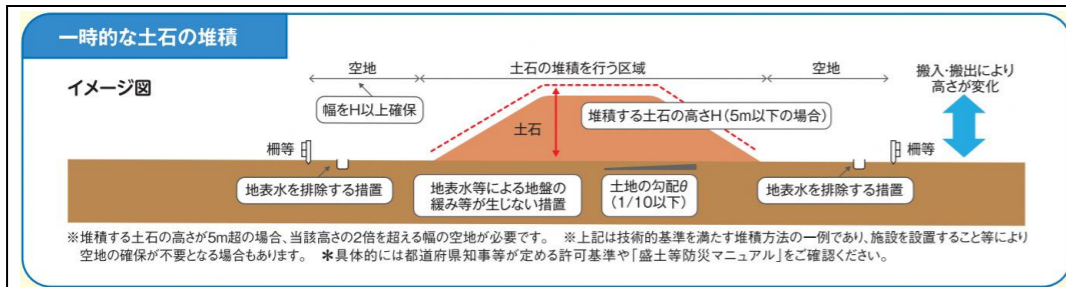 一時的な土石の堆積
イメージ図
空地
土石の堆積を行う区域
空地
搬入・搬出により
高さが変化
幅をH以上確保
土石
堆積する土石の高さH(5m以下の場合)
柵等
柵等
地表水を排除する措置
地表水等による地盤の
緩み等が生じない措置
土地の勾配θ
(1/10以下)
地表水を排除する措置
※堆積する土石の高さが5m超の場合、当該高さの2倍を超える幅の空地が必要です。 ※上記は技術的基準を満たす堆積方法の一例であり、施設を設置すること等により
空地の確保が不要となる場合もあります。 *具体的には都道府県知事等が定める許可基準や「盛土等防災マニュアル」をご確認ください。